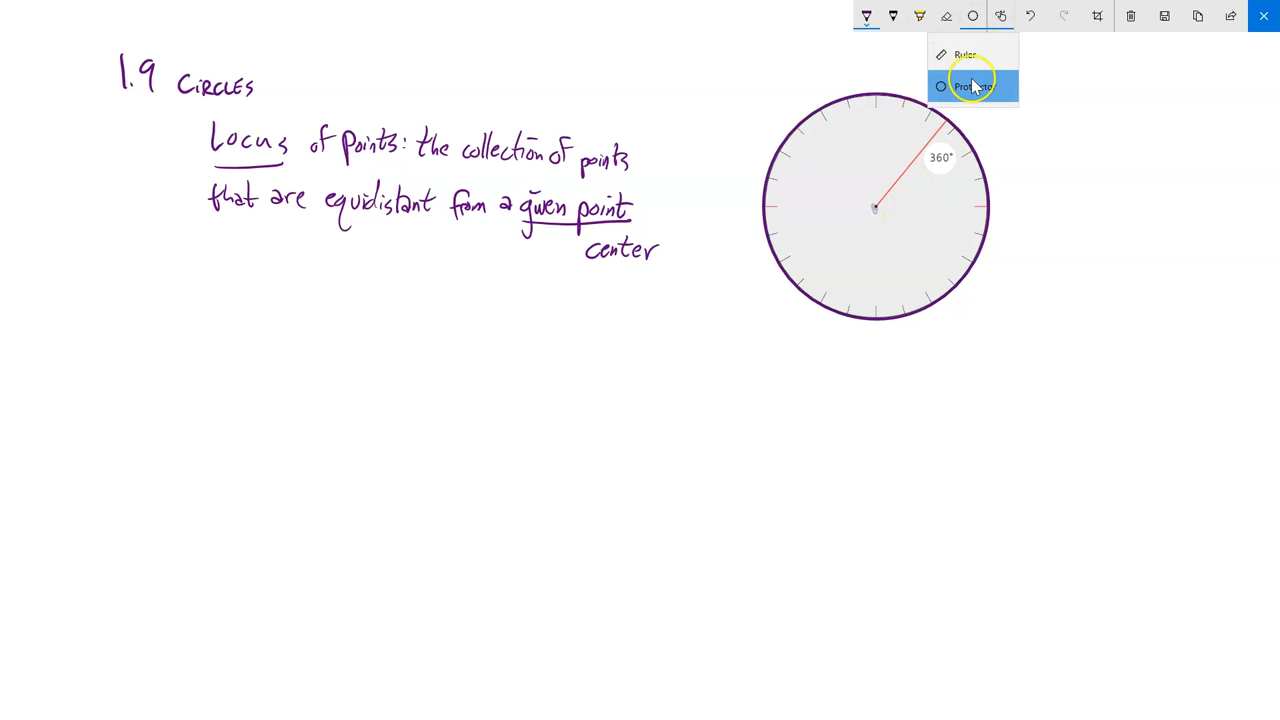 1.9 CIRCLES
Locus of points: the collection of points
that are equidistant from a given point
center
Ruler
Protractor
360°